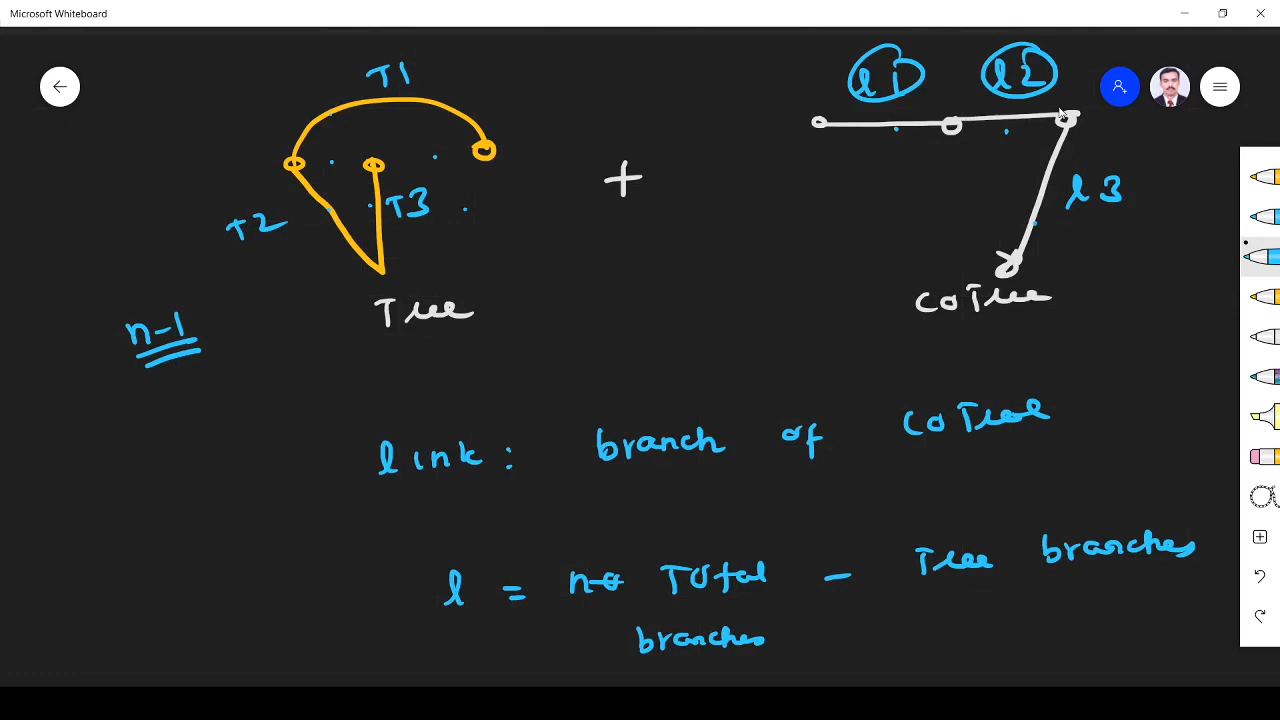 Microsoft Whiteboard
T1
l1 l2
T2
T3
+
l3
Tree
CoTree
n-1
link: branch of CoTree
l = no Total - Tree branches
branches